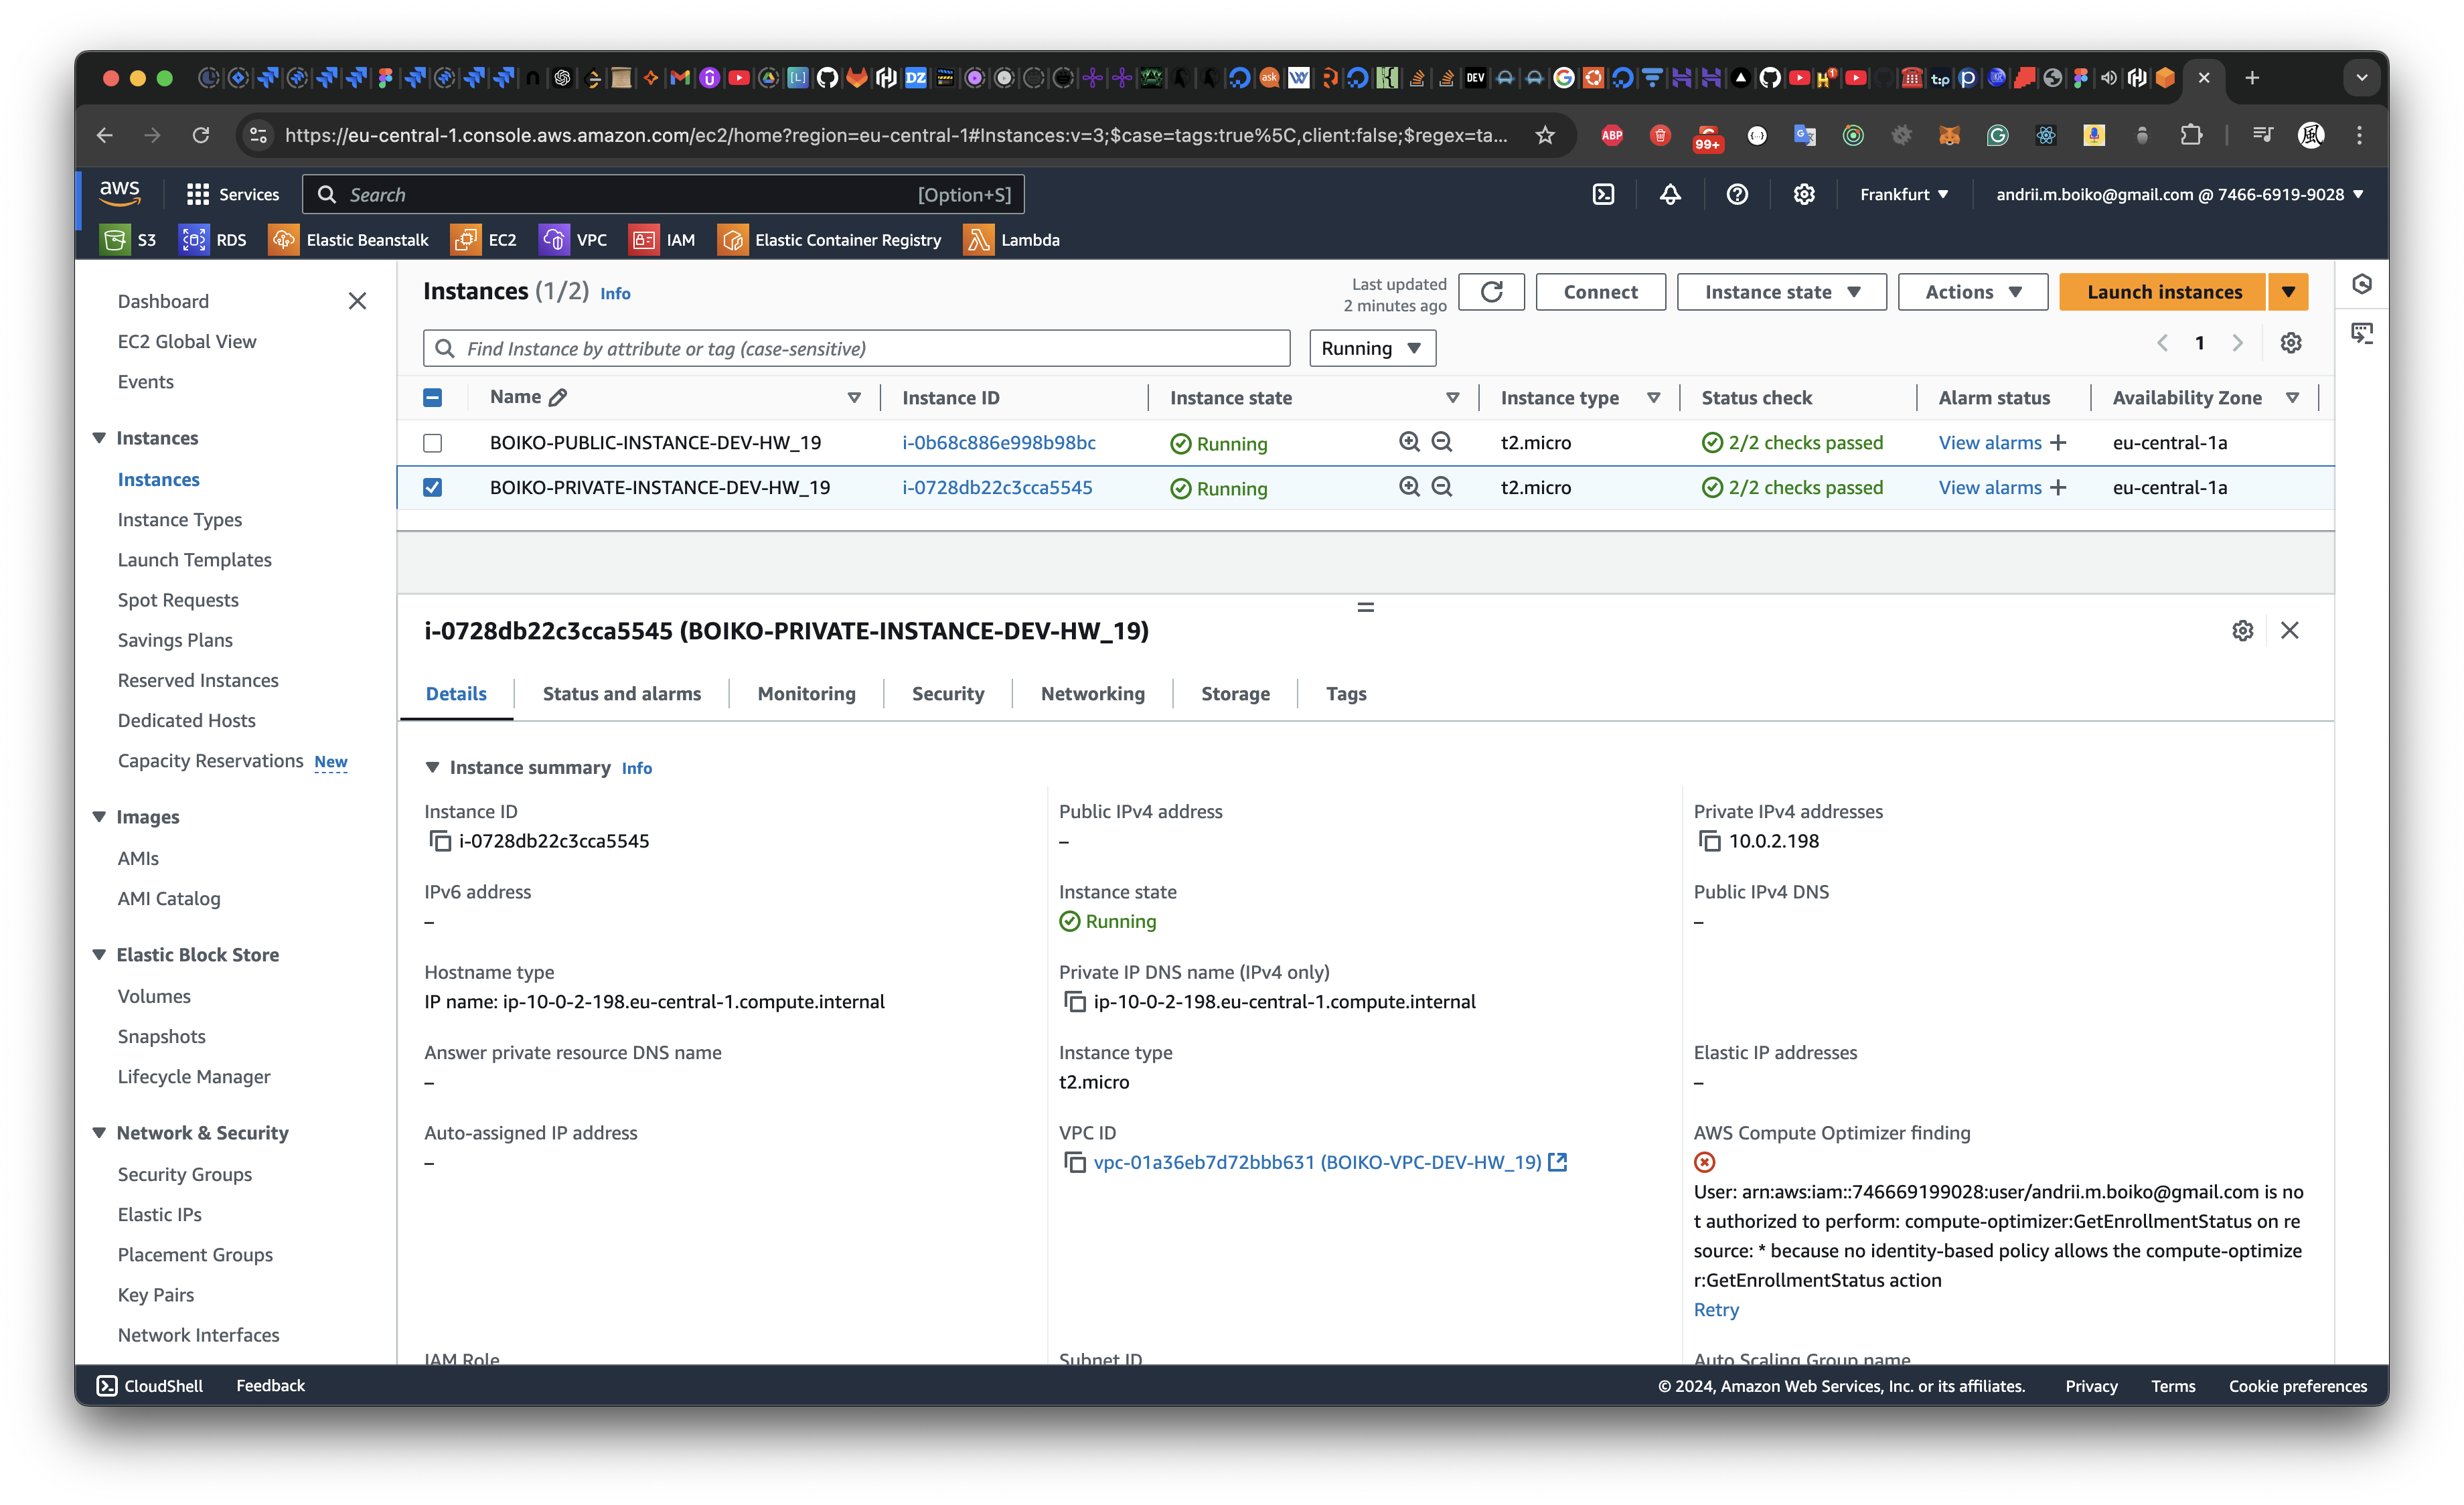 https://eu-central-1.console.aws.amazon.com/ec2/home?region=eu-central-1#Instances:v=3;$case=tags:true%5C,client:false;$regex=ta...
ABP
99+
aws
Services
Search
[Option+S]
Frankfurt
andrii.m.boiko@gmail.com @ 7466-6919-9028
S3
RDS
Elastic Beanstalk
EC2
VPC
IAM
Elastic Container Registry
Lambda
Dashboard
EC2 Global View
Events
Instances
Instances
Instance Types
Launch Templates
Spot Requests
Savings Plans
Reserved Instances
Dedicated Hosts
Capacity Reservations New
Images
AMIs
AMI Catalog
Elastic Block Store
Volumes
Snapshots
Lifecycle Manager
Network & Security
Security Groups
Elastic IPs
Placement Groups
Key Pairs
Network Interfaces
Instances (1/2) Info
Last updated
2 minutes ago
Connect
Instance state
Actions
Launch instances
Find Instance by attribute or tag (case-sensitive)
Running
1
Name Instance ID Instance state Instance type Status check Alarm status Availability Zone
BOIKO-PUBLIC-INSTANCE-DEV-HW_19 i-0b68c886e998b98bc Running t2.micro 2/2 checks passed View alarms + eu-central-1a
BOIKO-PRIVATE-INSTANCE-DEV-HW_19 i-0728db22c3cca5545 Running t2.micro 2/2 checks passed View alarms + eu-central-1a
i-0728db22c3cca5545 (BOIKO-PRIVATE-INSTANCE-DEV-HW_19)
Details
Status and alarms
Monitoring
Security
Networking
Storage
Tags
Instance summary Info
Instance ID
i-0728db22c3cca5545
Public IPv4 address
–
Private IPv4 addresses
10.0.2.198
IPv6 address
–
Instance state
Running
Public IPv4 DNS
–
Hostname type
IP name: ip-10-0-2-198.eu-central-1.compute.internal
Private IP DNS name (IPv4 only)
ip-10-0-2-198.eu-central-1.compute.internal
Answer private resource DNS name
–
Instance type
t2.micro
Elastic IP addresses
–
Auto-assigned IP address
–
VPC ID
vpc-01a36eb7d72bbb631 (BOIKO-VPC-DEV-HW_19)
AWS Compute Optimizer finding
User: arn:aws:iam::746669199028:user/andrii.m.boiko@gmail.com is no
t authorized to perform: compute-optimizer:GetEnrollmentStatus on re
source: * because no identity-based policy allows the compute-optimize
r:GetEnrollmentStatus action
Retry
IAM Role
Subnet ID
Auto Scaling Group name
CloudShell
Feedback
© 2024, Amazon Web Services, Inc. or its affiliates.
Privacy
Terms
Cookie preferences